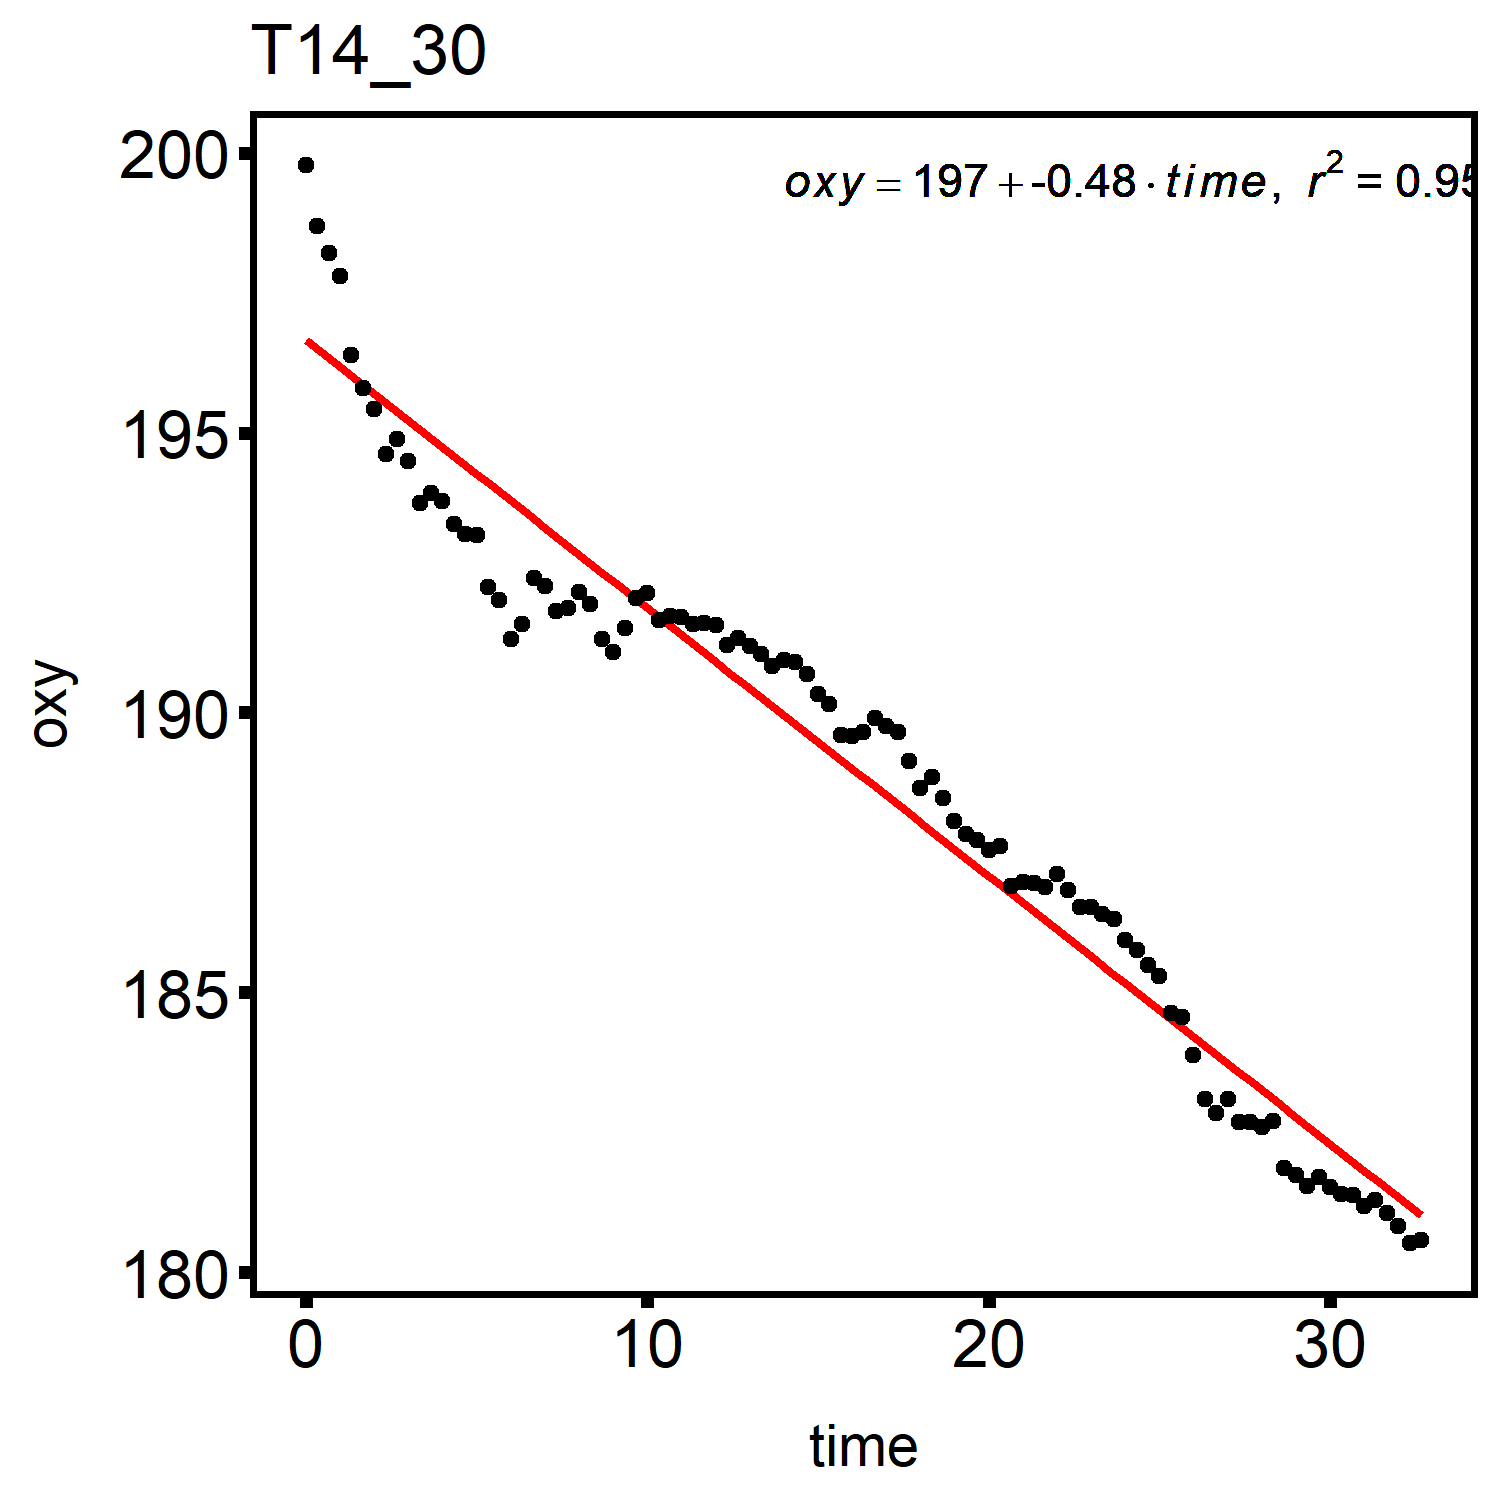 T14_30
oxy = 197 + -0.48 · time, r² = 0.95
200
195
190
185
180
oxy
0 10 20 30
time